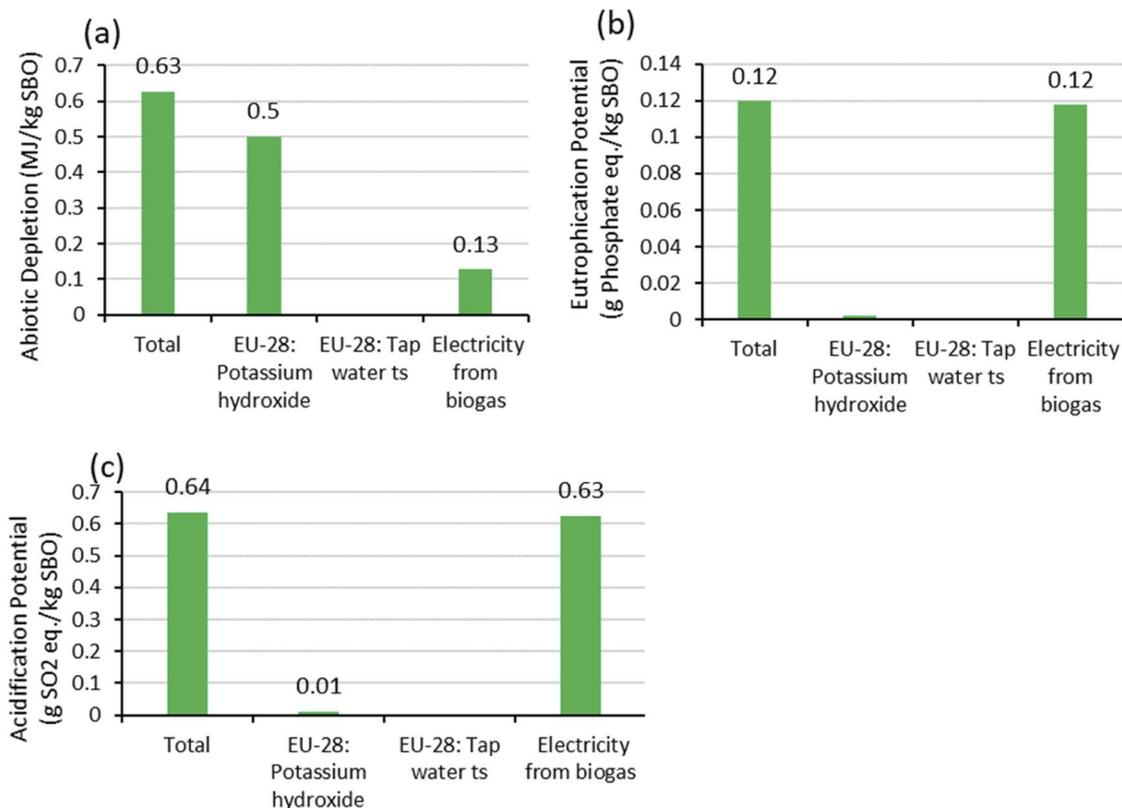 (a)
Abiotic Depletion (MJ/kg SBO)
0.7
0.6
0.5
0.4
0.3
0.2
0.1
0
0.63
0.5
0.13
Total
EU-28:
Potassium
hydroxide
EU-28: Tap
water ts
Electricity
from
biogas
(b)
Eutrophication Potential
(g Phosphate eq./kg SBO)
0.14
0.12
0.1
0.08
0.06
0.04
0.02
0
0.12
0.12
Total
EU-28:
Potassium
hydroxide
EU-28: Tap
water ts
Electricity
from
biogas
(c)
Acidification Potential
(g SO2 eq./kg SBO)
0.7
0.6
0.5
0.4
0.3
0.2
0.1
0
0.64
0.01
0.63
Total
EU-28:
Potassium
hydroxide
EU-28: Tap
water ts
Electricity
from biogas